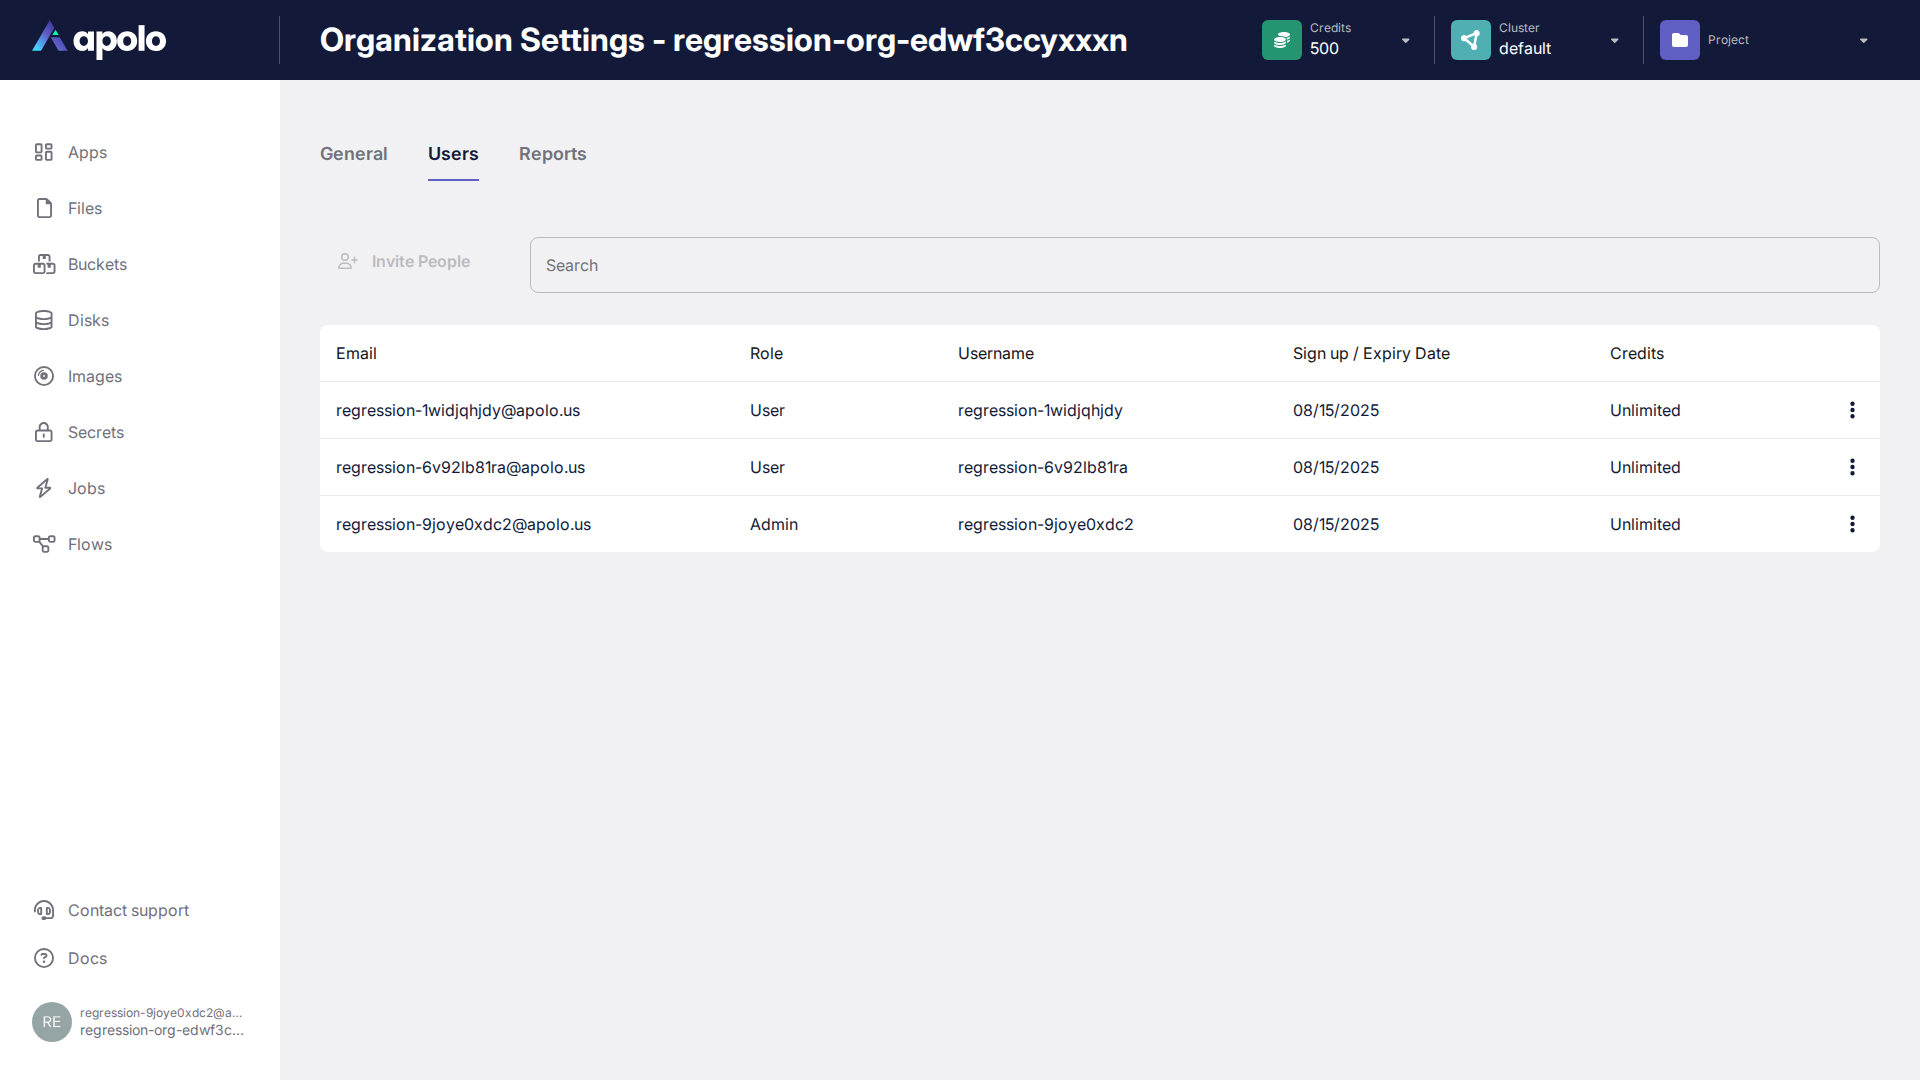 apolo
Organization Settings - regression-org-edwf3ccyxxxn
Credits
500
Cluster
default
Project
Apps
Files
Buckets
Disks
Images
Secrets
Jobs
Flows
Contact support
Docs
RE
regression-9joye0xdc2@a...
regression-org-edwf3c...
General Users Reports
Invite People
Search
Email Role Username Sign up / Expiry Date Credits
regression-1widjqhjdy@apolo.us User regression-1widjqhjdy 08/15/2025 Unlimited
regression-6v92lb81ra@apolo.us User regression-6v92lb81ra 08/15/2025 Unlimited
regression-9joye0xdc2@apolo.us Admin regression-9joye0xdc2 08/15/2025 Unlimited